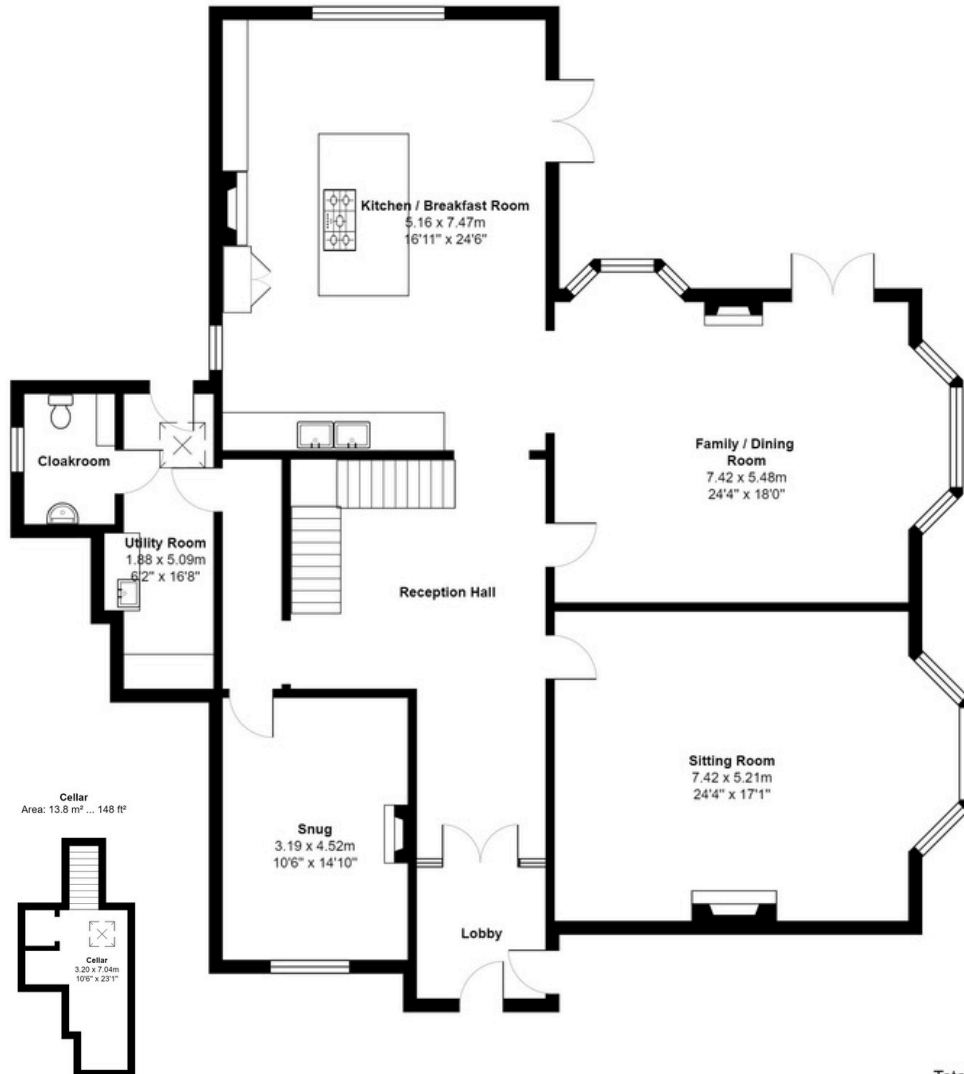 Kitchen / Breakfast Room
5.16 x 7.47m
16'11" x 24'6"
Family / Dining
Room
7.42 x 5.48m
24'4" x 18'0"
Cloakroom
Utility Room
1.88 x 5.09m
6'2" x 16'8"
Reception Hall
Sitting Room
7.42 x 5.21m
24'4" x 17'1"
Cellar
Area: 13.8 m² ... 148 ft²
Snug
3.19 x 4.52m
10'6" x 14'10"
Lobby
Cellar
3.20 x 7.04m
10'6" x 23'1"